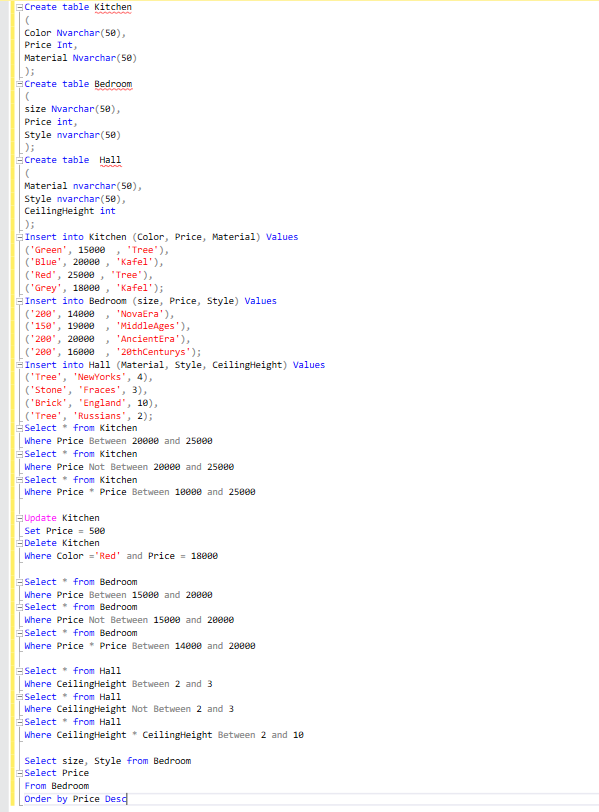 Create table Kitchen
(
Color Nvarchar(50),
Price Int,
Material Nvarchar(50)
);
Create table Bedroom
(
size Nvarchar(50),
Price int,
Style nvarchar(50)
);
Create table  Hall
(
Material nvarchar(50),
Style nvarchar(50),
CeilingHeight int
);
Insert into Kitchen (Color, Price, Material) Values
('Green', 15000  , 'Tree'),
('Blue', 20000 , 'Kafel'),
('Red', 25000 , 'Tree'),
('Grey', 18000 , 'Kafel');
Insert into Bedroom (size, Price, Style) Values
('200', 14000  , 'NovaEra'),
('150', 19000  , 'MiddleAges'),
('200', 20000  , 'AncientEra'),
('200', 16000  , '20thCenturys');
Insert into Hall (Material, Style, CeilingHeight) Values
('Tree', 'NewYorks', 4),
('Stone', 'Fraces', 3),
('Brick', 'England', 10),
('Tree', 'Russians', 2);
Select * from Kitchen
Where Price Between 20000 and 25000
Select * from Kitchen
Where Price Not Between 20000 and 25000
Select * from Kitchen
Where Price * Price Between 10000 and 25000
Update Kitchen
Set Price = 500
Delete Kitchen
Where Color ='Red' and Price = 18000
Select * from Bedroom
Where Price Between 15000 and 20000
Select * from Bedroom
Where Price Not Between 15000 and 20000
Select * from Bedroom
Where Price * Price Between 14000 and 20000
Select * from Hall
Where CeilingHeight Between 2 and 3
Select * from Hall
Where CeilingHeight Not Between 2 and 3
Select * from Hall
Where CeilingHeight * CeilingHeight Between 2 and 10
Select size, Style from Bedroom
Select Price
From Bedroom
Order by Price Desc